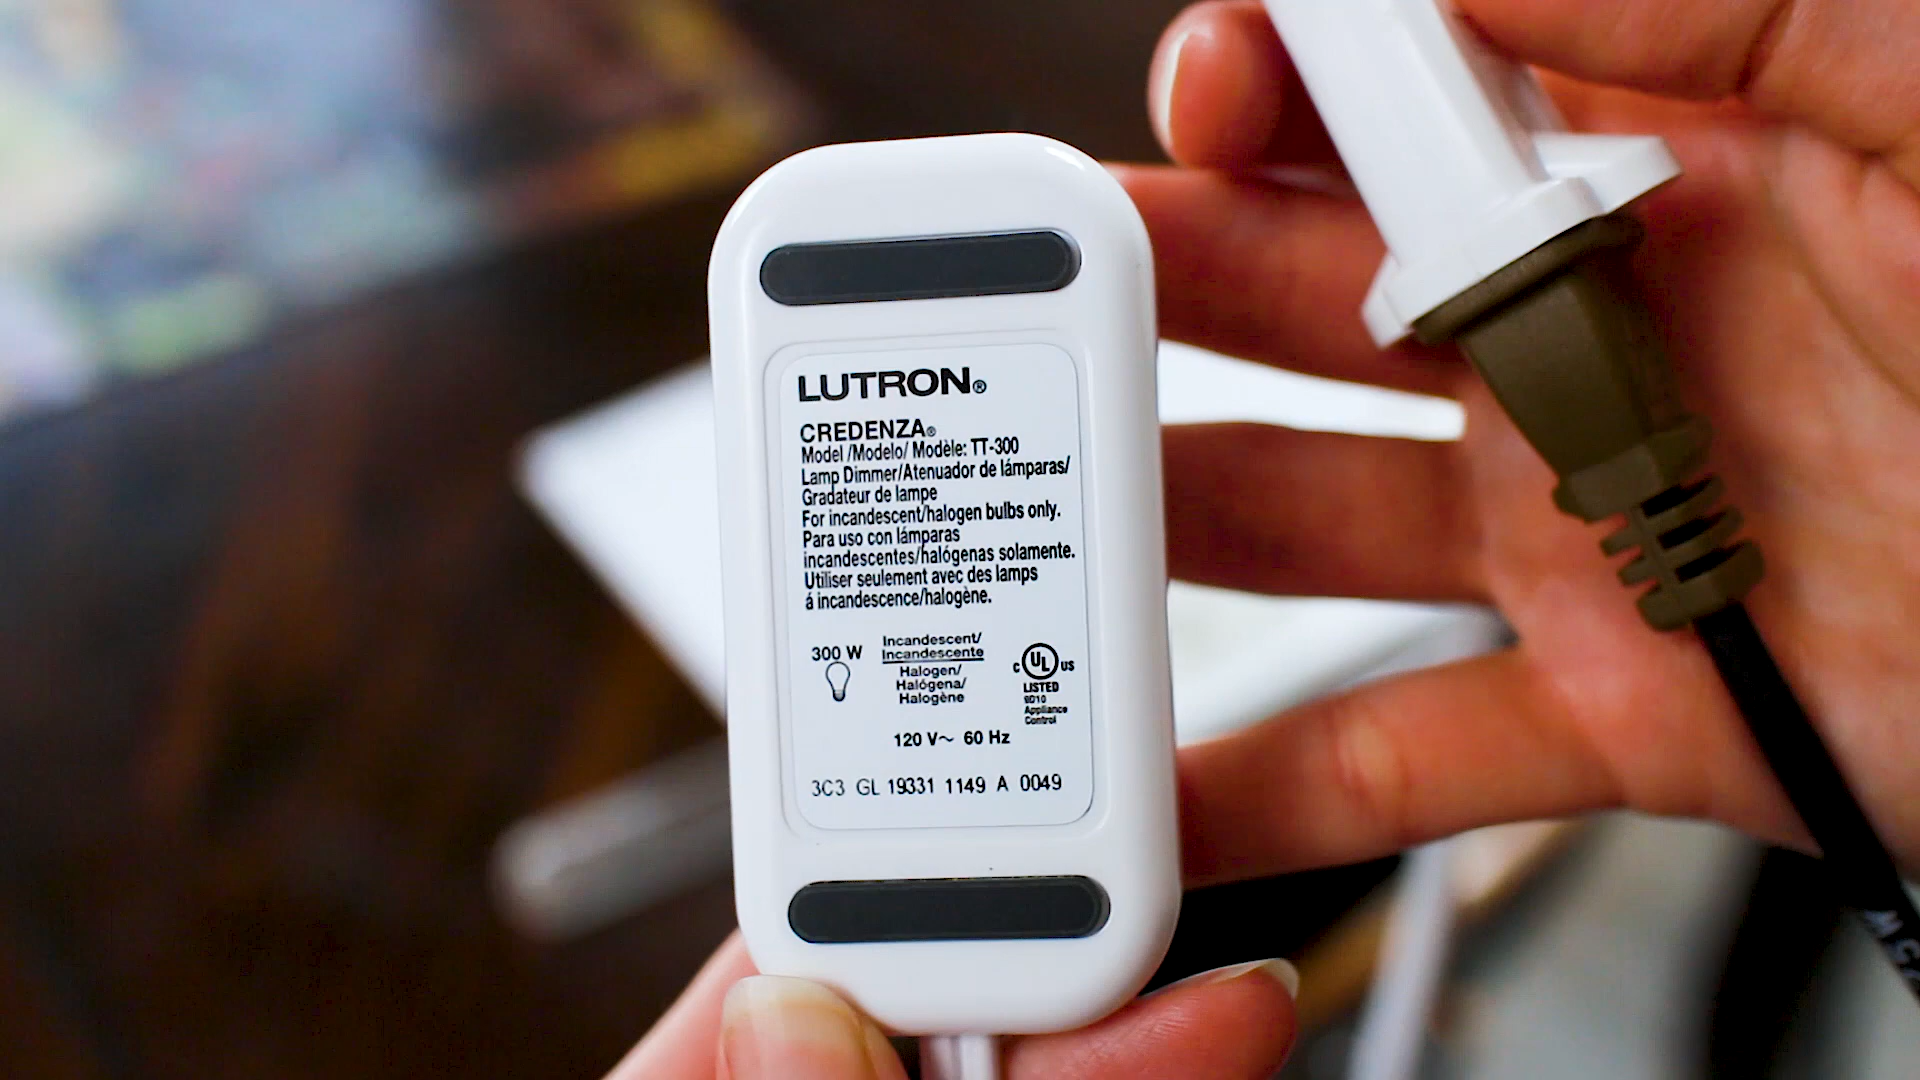 LUTRON®
CREDENZA®
Model /Modelo/ Modèle: TT-300
Lamp Dimmer/Atenuador de lámparas/
Gradateur de lampe
For incandescent/halogen bulbs only.
Para uso con lámparas
incandescentes/halógenas solamente.
Utiliser seulement avec des lamps
á incandescence/halogène.
300 W
Incandescent/
Incandescente
Halogen/
Halógena/
Halogène
c UL US
LISTED
9D10
Appliance
Control
120 V~ 60 Hz
3C3 GL 19331 1149 A 0049